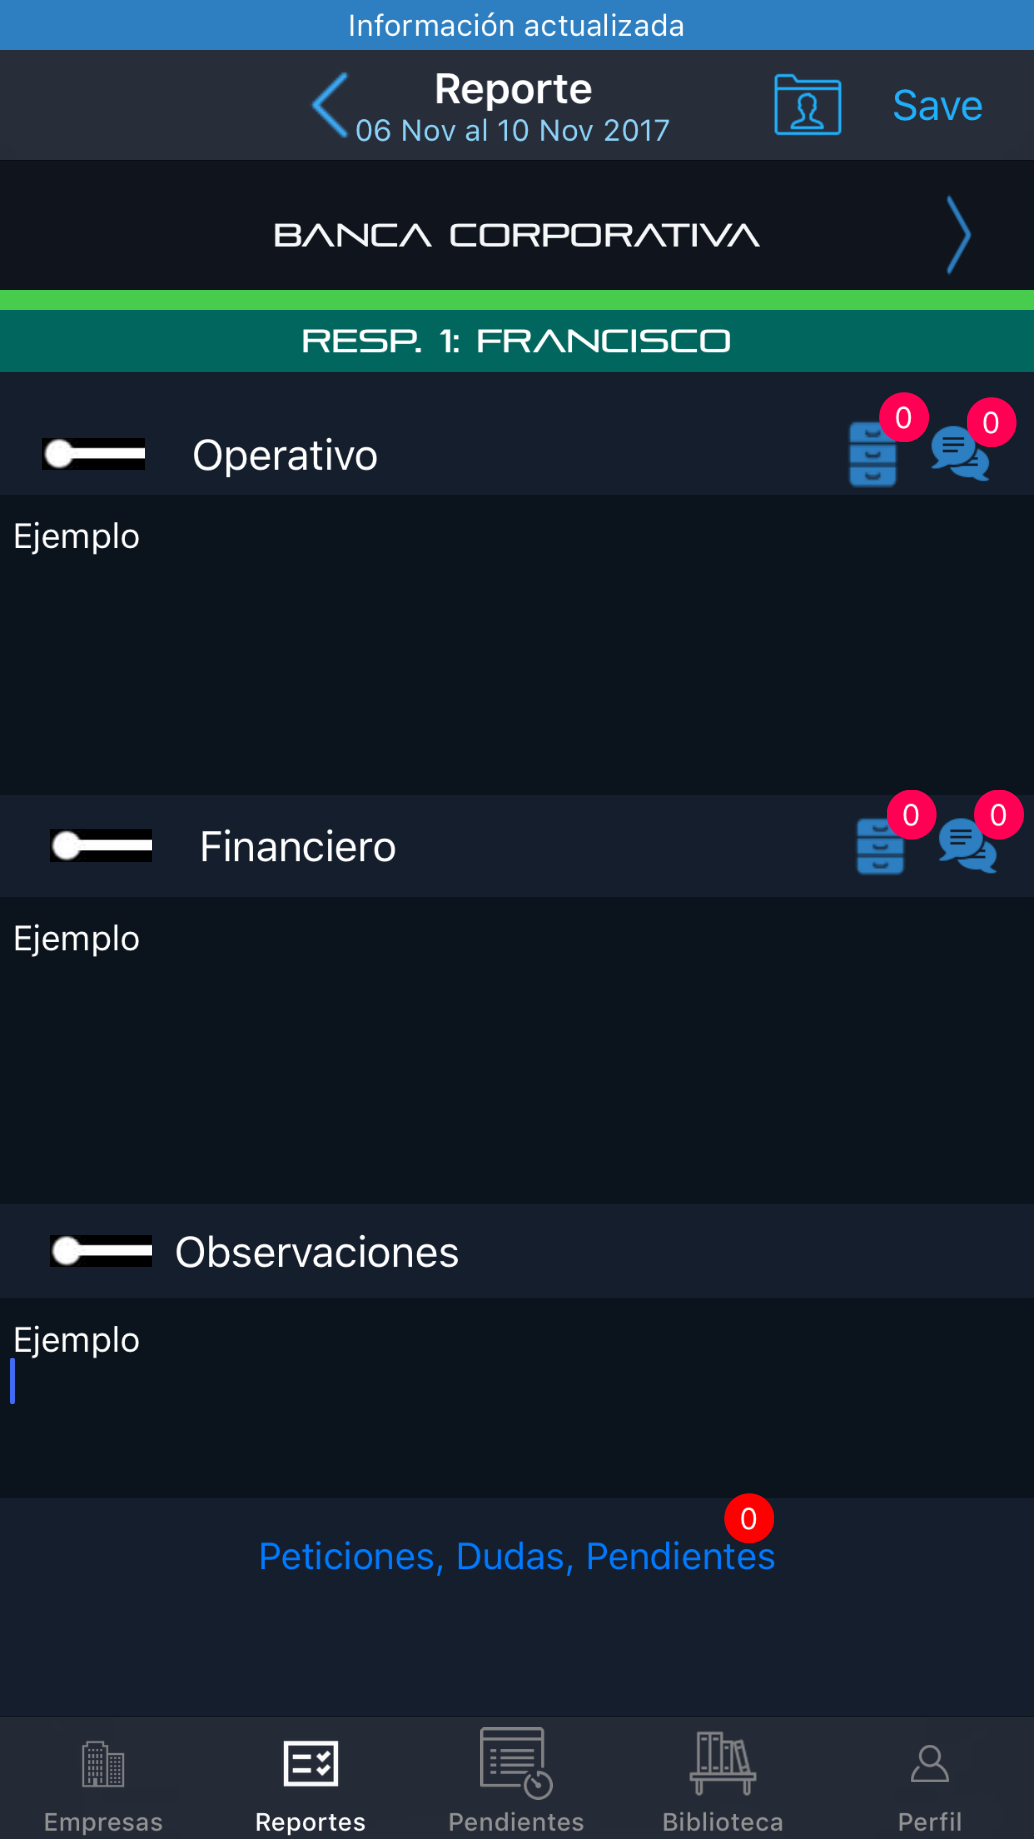 Información actualizada
Reporte
06 Nov al 10 Nov 2017
Save
BANCA CORPORATIVA
RESP. 1: FRANCISCO
Operativo
0
0
Ejemplo
Financiero
0
0
Ejemplo
Observaciones
Ejemplo
0
Peticiones, Dudas, Pendientes
Empresas
Reportes
Pendientes
Biblioteca
Perfil